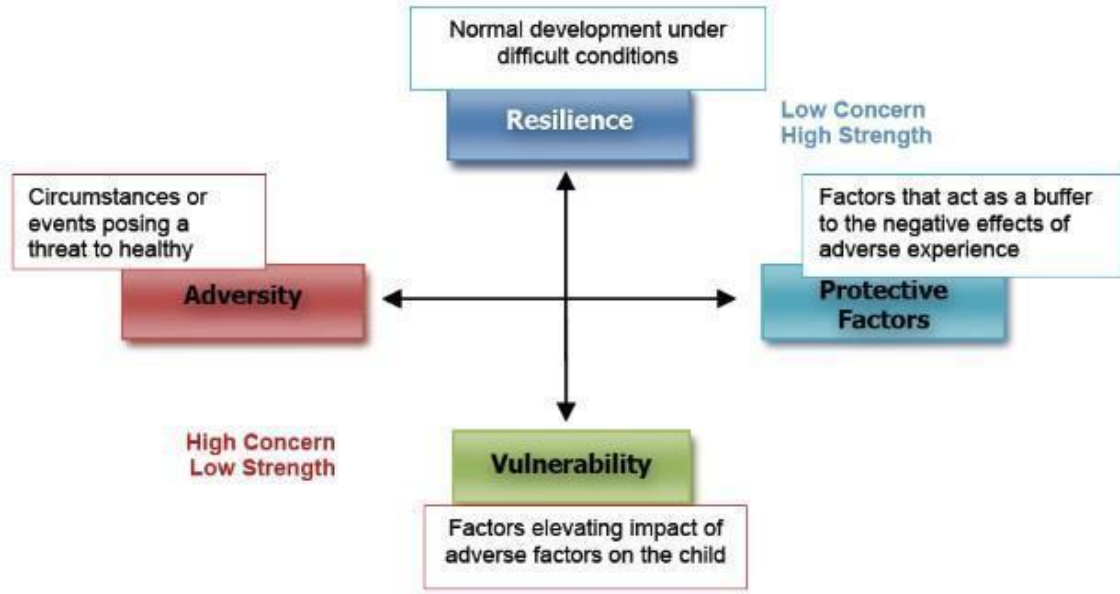 Normal development under
difficult conditions
Resilience
Low Concern
High Strength
Circumstances or
events posing a
threat to healthy
Adversity
Factors that act as a buffer
to the negative effects of
adverse experience
Protective
Factors
High Concern
Low Strength
Vulnerability
Factors elevating impact of
adverse factors on the child